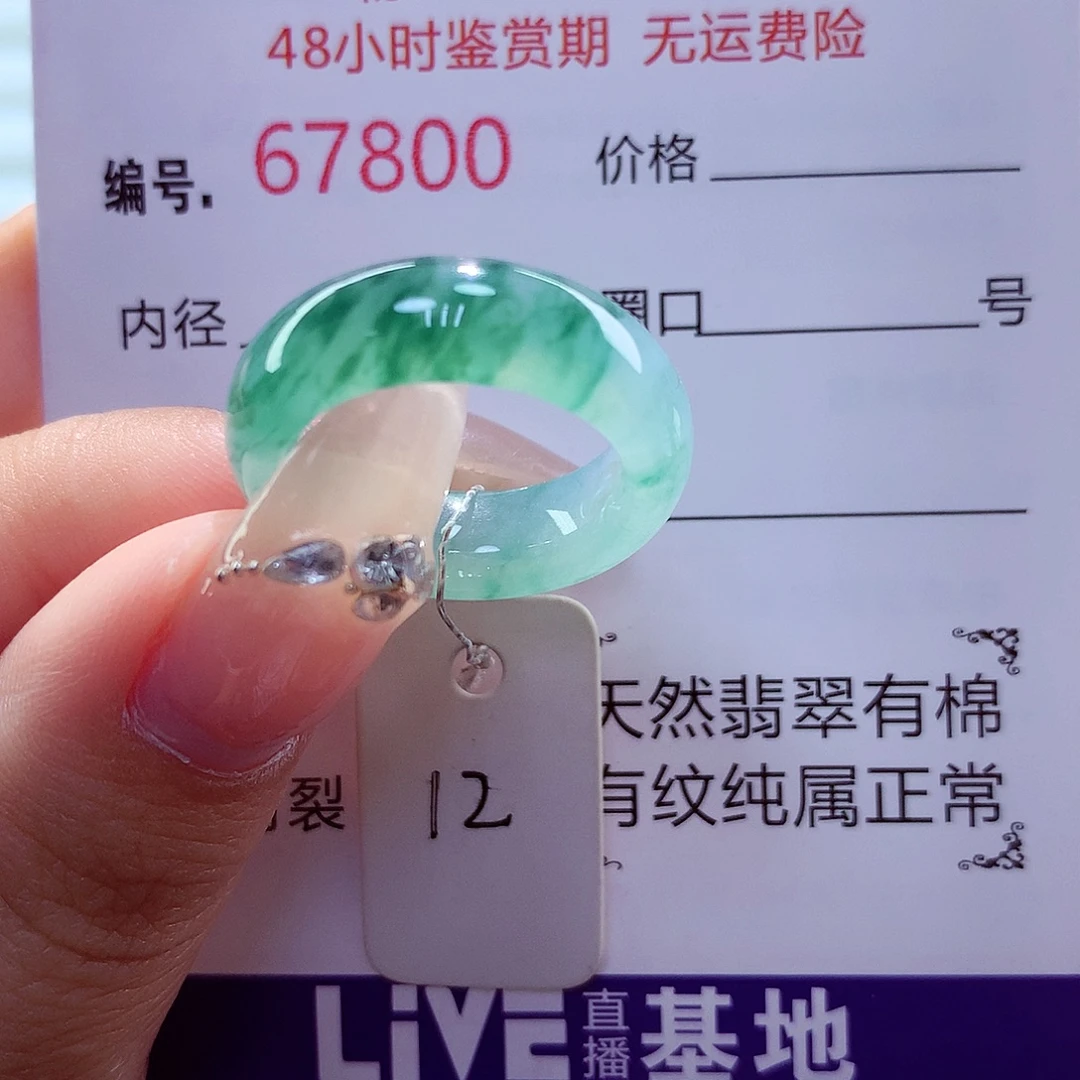 48小时鉴赏期 无运费险
编号. 67800 价格
内径 圈口 号
天然翡翠有棉
裂 有纹纯属正常
12
LiVE 直播 基地